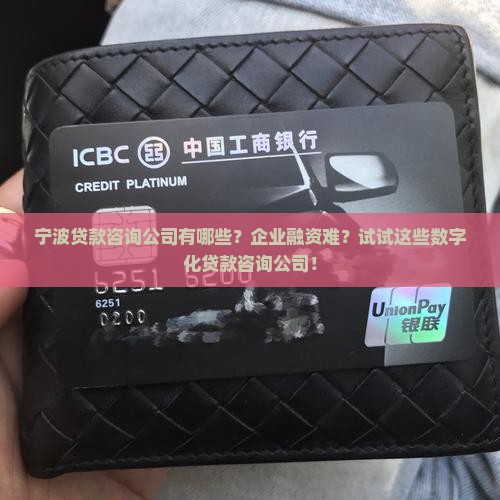 ICBC 中国工商银行
CREDIT PLATINUM
宁波贷款咨询公司有哪些？企业融资难？试试这些数字
化贷款咨询公司！
6251 6200
6251
0200
UnionPay
银联